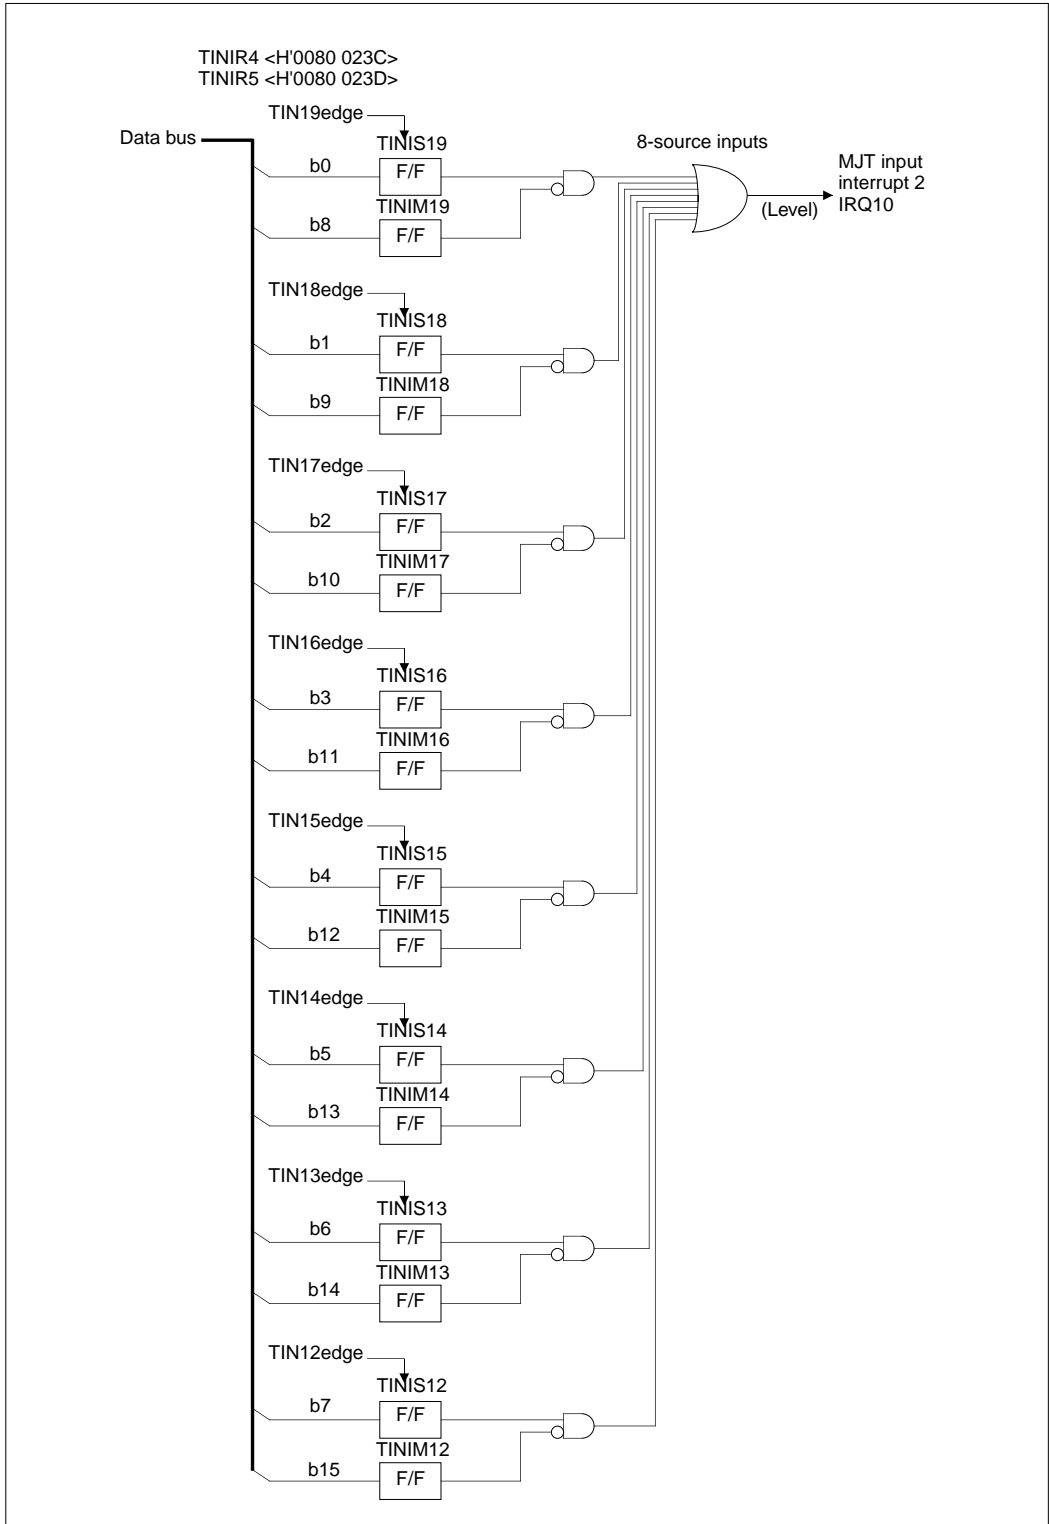 TINIR4 <H'0080 023C>
TINIR5 <H'0080 023D>
TIN19edge
Data bus
TINIS19
8-source inputs
b0
F/F
MJT input
interrupt 2
IRQ10
(Level)
TINIM19
b8
F/F
TIN18edge
TINIS18
b1
F/F
TINIM18
b9
F/F
TIN17edge
TINIS17
b2
F/F
TINIM17
b10
F/F
TIN16edge
TINIS16
b3
F/F
TINIM16
b11
F/F
TIN15edge
TINIS15
b4
F/F
TINIM15
b12
F/F
TIN14edge
TINIS14
b5
F/F
TINIM14
b13
F/F
TIN13edge
TINIS13
b6
F/F
TINIM13
b14
F/F
TIN12edge
TINIS12
b7
F/F
TINIM12
b15
F/F